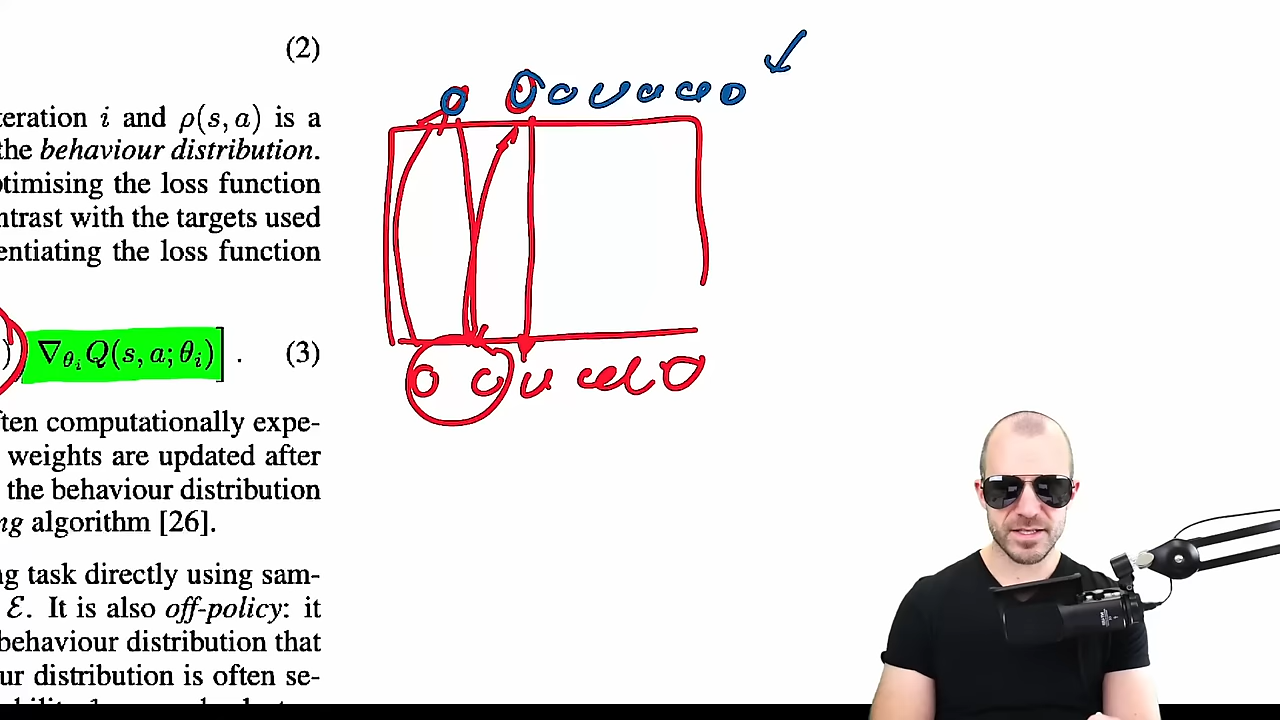 (2)
teration i and ρ(s, a) is a
the behaviour distribution.
ptimising the loss function
ntrast with the targets used
entiating the loss function
) ∇θᵢQ(s, a; θᵢ)] . (3)
ften computationally expe-
weights are updated after
the behaviour distribution
ng algorithm [26].
ng task directly using sam-
ℰ. It is also off-policy: it
behaviour distribution that
ur distribution is often se-